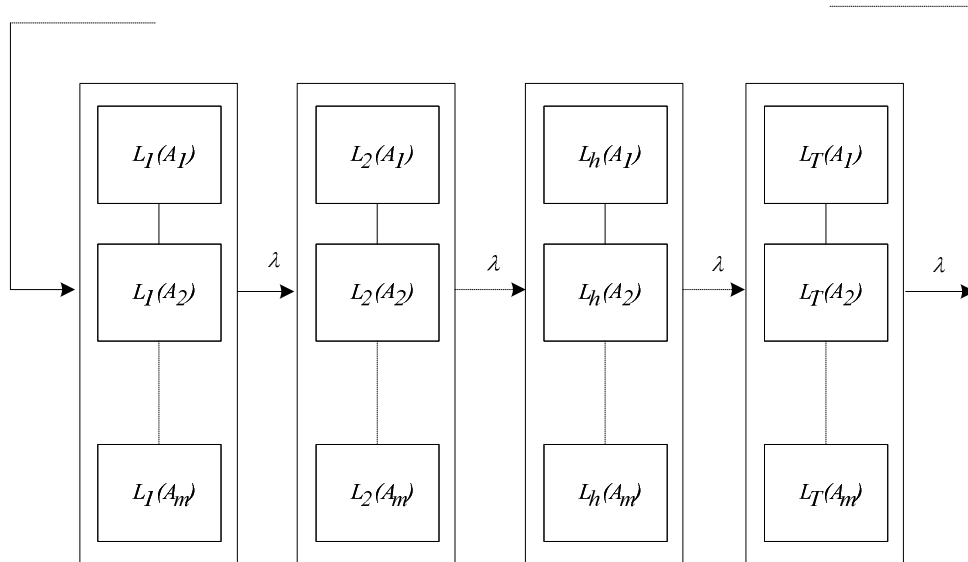 L1(A1) L2(A1) Lh(A1) LT(A1)
λ λ λ λ
L1(A2) L2(A2) Lh(A2) LT(A2)
L1(Am) L2(Am) Lh(Am) LT(Am)